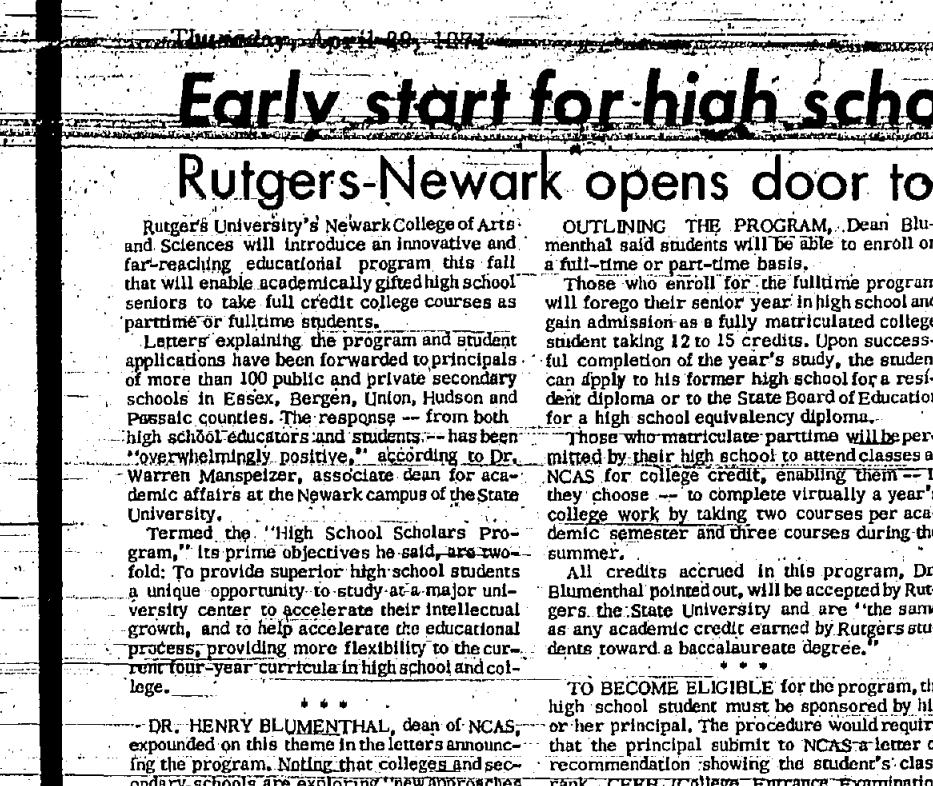 Thursday, April 29, 1971
Early start for high scho
Rutgers-Newark opens door to
Rutger's University's Newark College of Arts
and Sciences will introduce an innovative and
far-reaching educational program this fall
that will enable academically gifted high school
seniors to take full credit college courses as
parttime or fulltime students.
Letters explaining the program and student
applications have been forwarded to principals
of more than 100 public and private secondary
schools in Essex, Bergen, Union, Hudson and
Passaic counties. The response -- from both
high school educators and students -- has been
"overwhelmingly positive," according to Dr.
Warren Manspeizer, associate dean for aca-
demic affairs at the Newark campus of the State
University.
Termed the "High School Scholars Pro-
gram," its prime objectives he said, are two-
fold: To provide superior high school students
a unique opportunity to study at a major uni-
versity center to accelerate their intellectual
growth, and to help accelerate the educational
process; providing more flexibility to the cur-
rent four-year curricula in high school and col-
lege.
* * *
DR. HENRY BLUMENTHAL, dean of NCAS,
expounded on this theme in the letters announc-
ing the program. Noting that colleges and sec-
ondary schools are exploring "new approaches
OUTLINING THE PROGRAM, Dean Blu-
menthal said students will be able to enroll on
a full-time or part-time basis.
Those who enroll for the fulltime program
will forego their senior year in high school and
gain admission as a fully matriculated college
student taking 12 to 15 credits. Upon success-
ful completion of the year's study, the studen
can apply to his former high school for a resi-
dent diploma or to the State Board of Education
for a high school equivalency diploma.
Those who matriculate parttime will be per-
mitted by their high school to attend classes a
NCAS for college credit, enabling them -- i
they choose -- to complete virtually a year's
college work by taking two courses per aca-
demic semester and three courses during the
summer.
All credits accrued in this program, Dr
Blumenthal pointed out, will be accepted by Rut-
gers the State University and are "the same
as any academic credit earned by Rutgers stu-
dents toward a baccalaureate degree."
* * *
TO BECOME ELIGIBLE for the program, th
high school student must be sponsored by hi
or her principal. The procedure would requir
that the principal submit to NCAS a letter o
recommendation showing the student's clas
rank, CEEB (College Entrance Examinatio